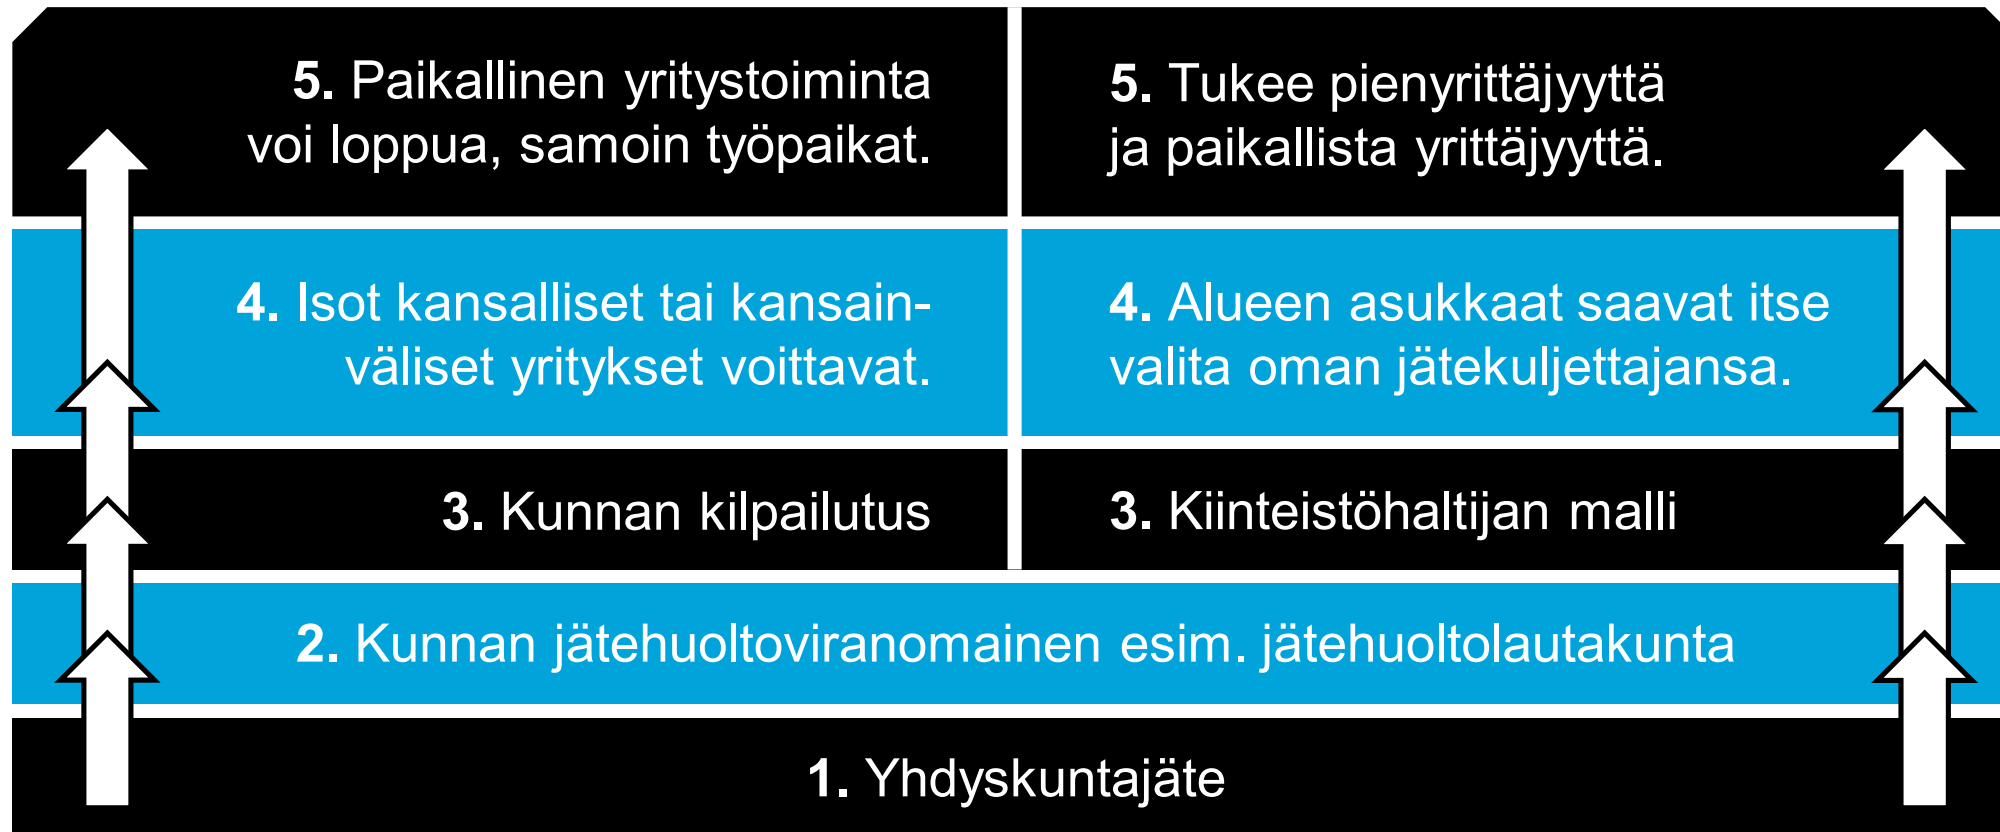 5. Paikallinen yritystoiminta
voi loppua, samoin työpaikat.
5. Tukee pienyrittäjyyttä
ja paikallista yrittäjyyttä.
4. Isot kansalliset tai kansain-
väliset yritykset voittavat.
4. Alueen asukkaat saavat itse
valita oman jätekuljettajansa.
3. Kunnan kilpailutus
3. Kiinteistöhaltijan malli
2. Kunnan jätehuoltoviranomainen esim. jätehuoltolautakunta
1. Yhdyskuntajäte